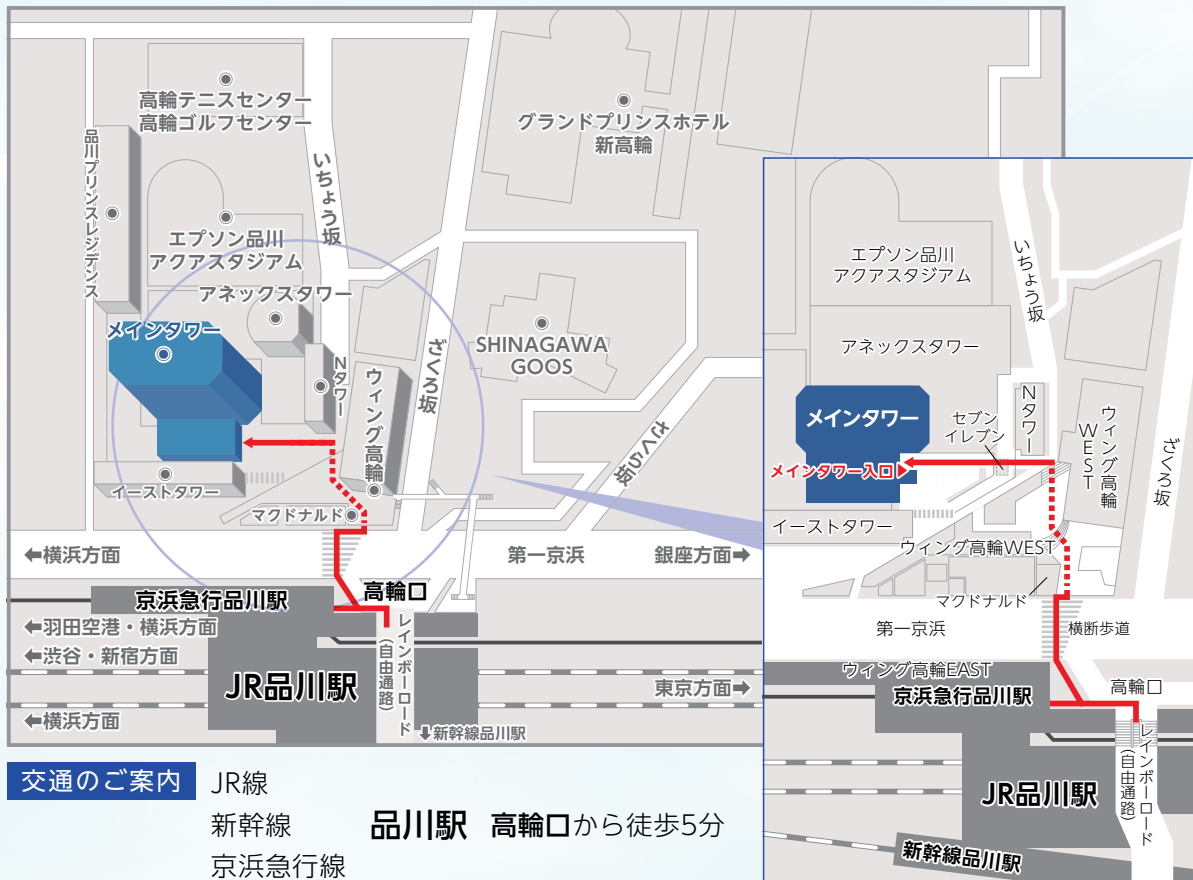 高輪テニスセンター
高輪ゴルフセンター
グランドプリンスホテル
新高輪
品川プリンスレジデンス
いちょう坂
エプソン品川
アクアスタジアム
アネックスタワー
メインタワー
Nタワー
ウィング高輪
ざくろ坂
SHINAGAWA
GOOS
ざくろ坂
イーストタワー
マクドナルド
←横浜方面
第一京浜
銀座方面→
京浜急行品川駅
高輪口
←羽田空港・横浜方面
←渋谷・新宿方面
JR品川駅
レインボーロード
(自由通路)
東京方面→
←横浜方面
↓新幹線品川駅
エプソン品川
アクアスタジアム
いちょう坂
アネックスタワー
メインタワー
セブン
イレブン
Nタワー
ウィング高輪
WEST
ざくろ坂
メインタワー入口
イーストタワー
ウィング高輪WEST
マクドナルド
第一京浜
横断歩道
ウィング高輪EAST
京浜急行品川駅
高輪口
レインボーロード
(自由通路)
JR品川駅
新幹線品川駅
交通のご案内
JR線
新幹線
品川駅 高輪口から徒歩5分
京浜急行線